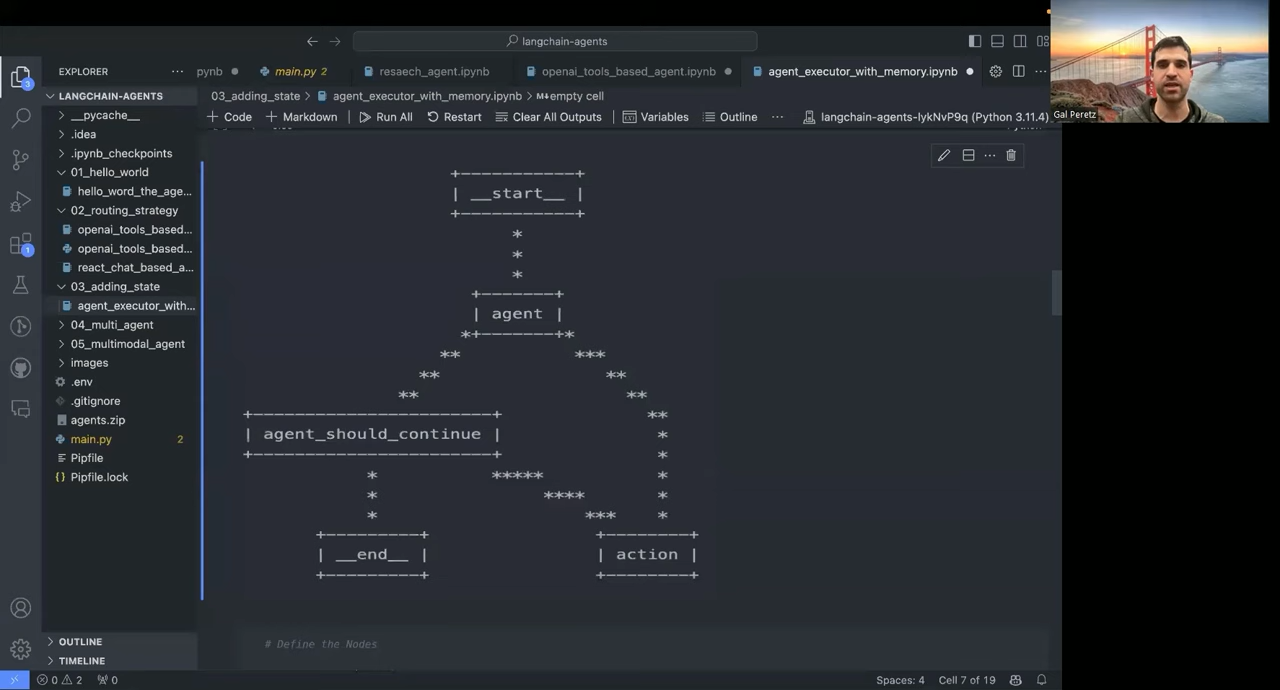 langchain-agents
EXPLORER
pynb
main.py 2
resaech_agent.ipynb
openai_tools_based_agent.ipynb
agent_executor_with_memory.ipynb
LANGCHAIN-AGENTS
03_adding_state > agent_executor_with_memory.ipynb > empty cell
+ Code + Markdown Run All Restart Clear All Outputs Variables Outline ... langchain-agents-IykNvP9q (Python 3.11.4)
Gal Peretz
__pycache__
.idea
.ipynb_checkpoints
01_hello_world
hello_word_the_age...
02_routing_strategy
openai_tools_based...
openai_tools_based...
react_chat_based_a...
03_adding_state
agent_executor_with...
04_multi_agent
05_multimodal_agent
images
.env
.gitignore
agents.zip
main.py 2
Pipfile
Pipfile.lock
OUTLINE
TIMELINE
3
1
__start__
agent
agent_should_continue
__end__
action
# Define the Nodes
0 2 0
Spaces: 4 Cell 7 of 19